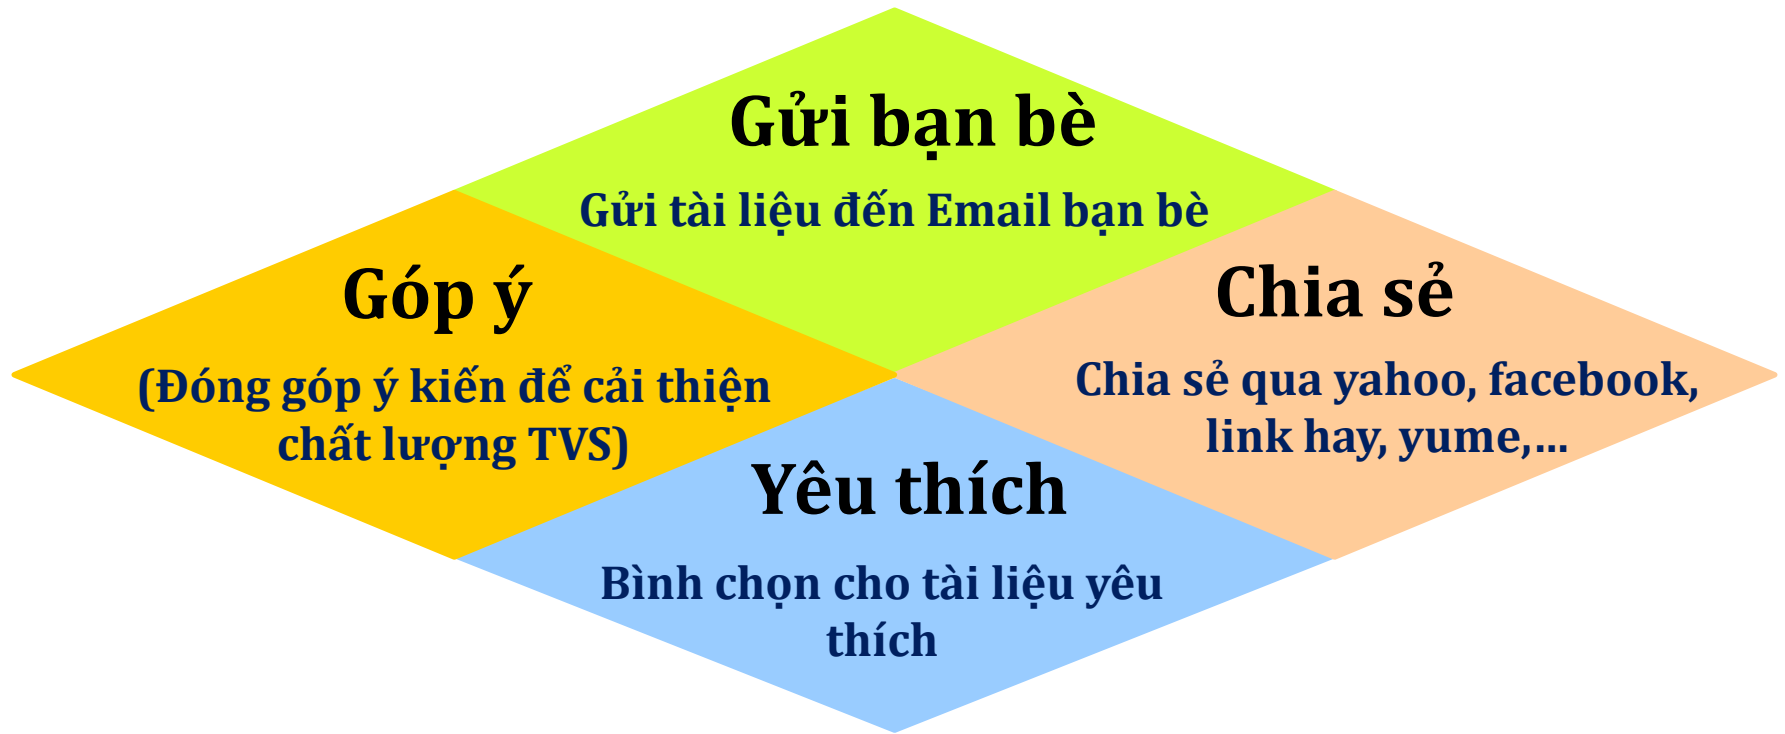 Gửi bạn bè
Gửi tài liệu đến Email bạn bè
Góp ý
(Đóng góp ý kiến để cải thiện
chất lượng TVS)
Chia sẻ
Chia sẻ qua yahoo, facebook,
link hay, yume,...
Yêu thích
Bình chọn cho tài liệu yêu
thích